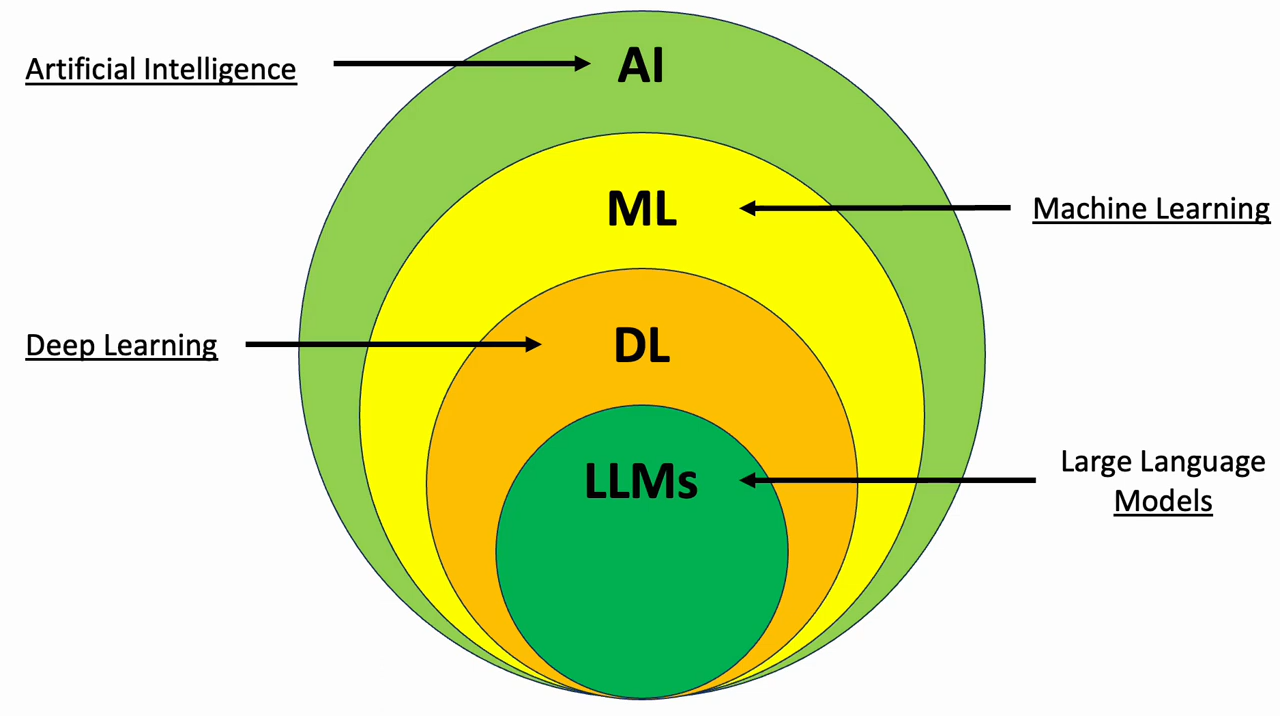 Artificial Intelligence
AI
ML
Machine Learning
Deep Learning
DL
LLMs
Large Language
Models